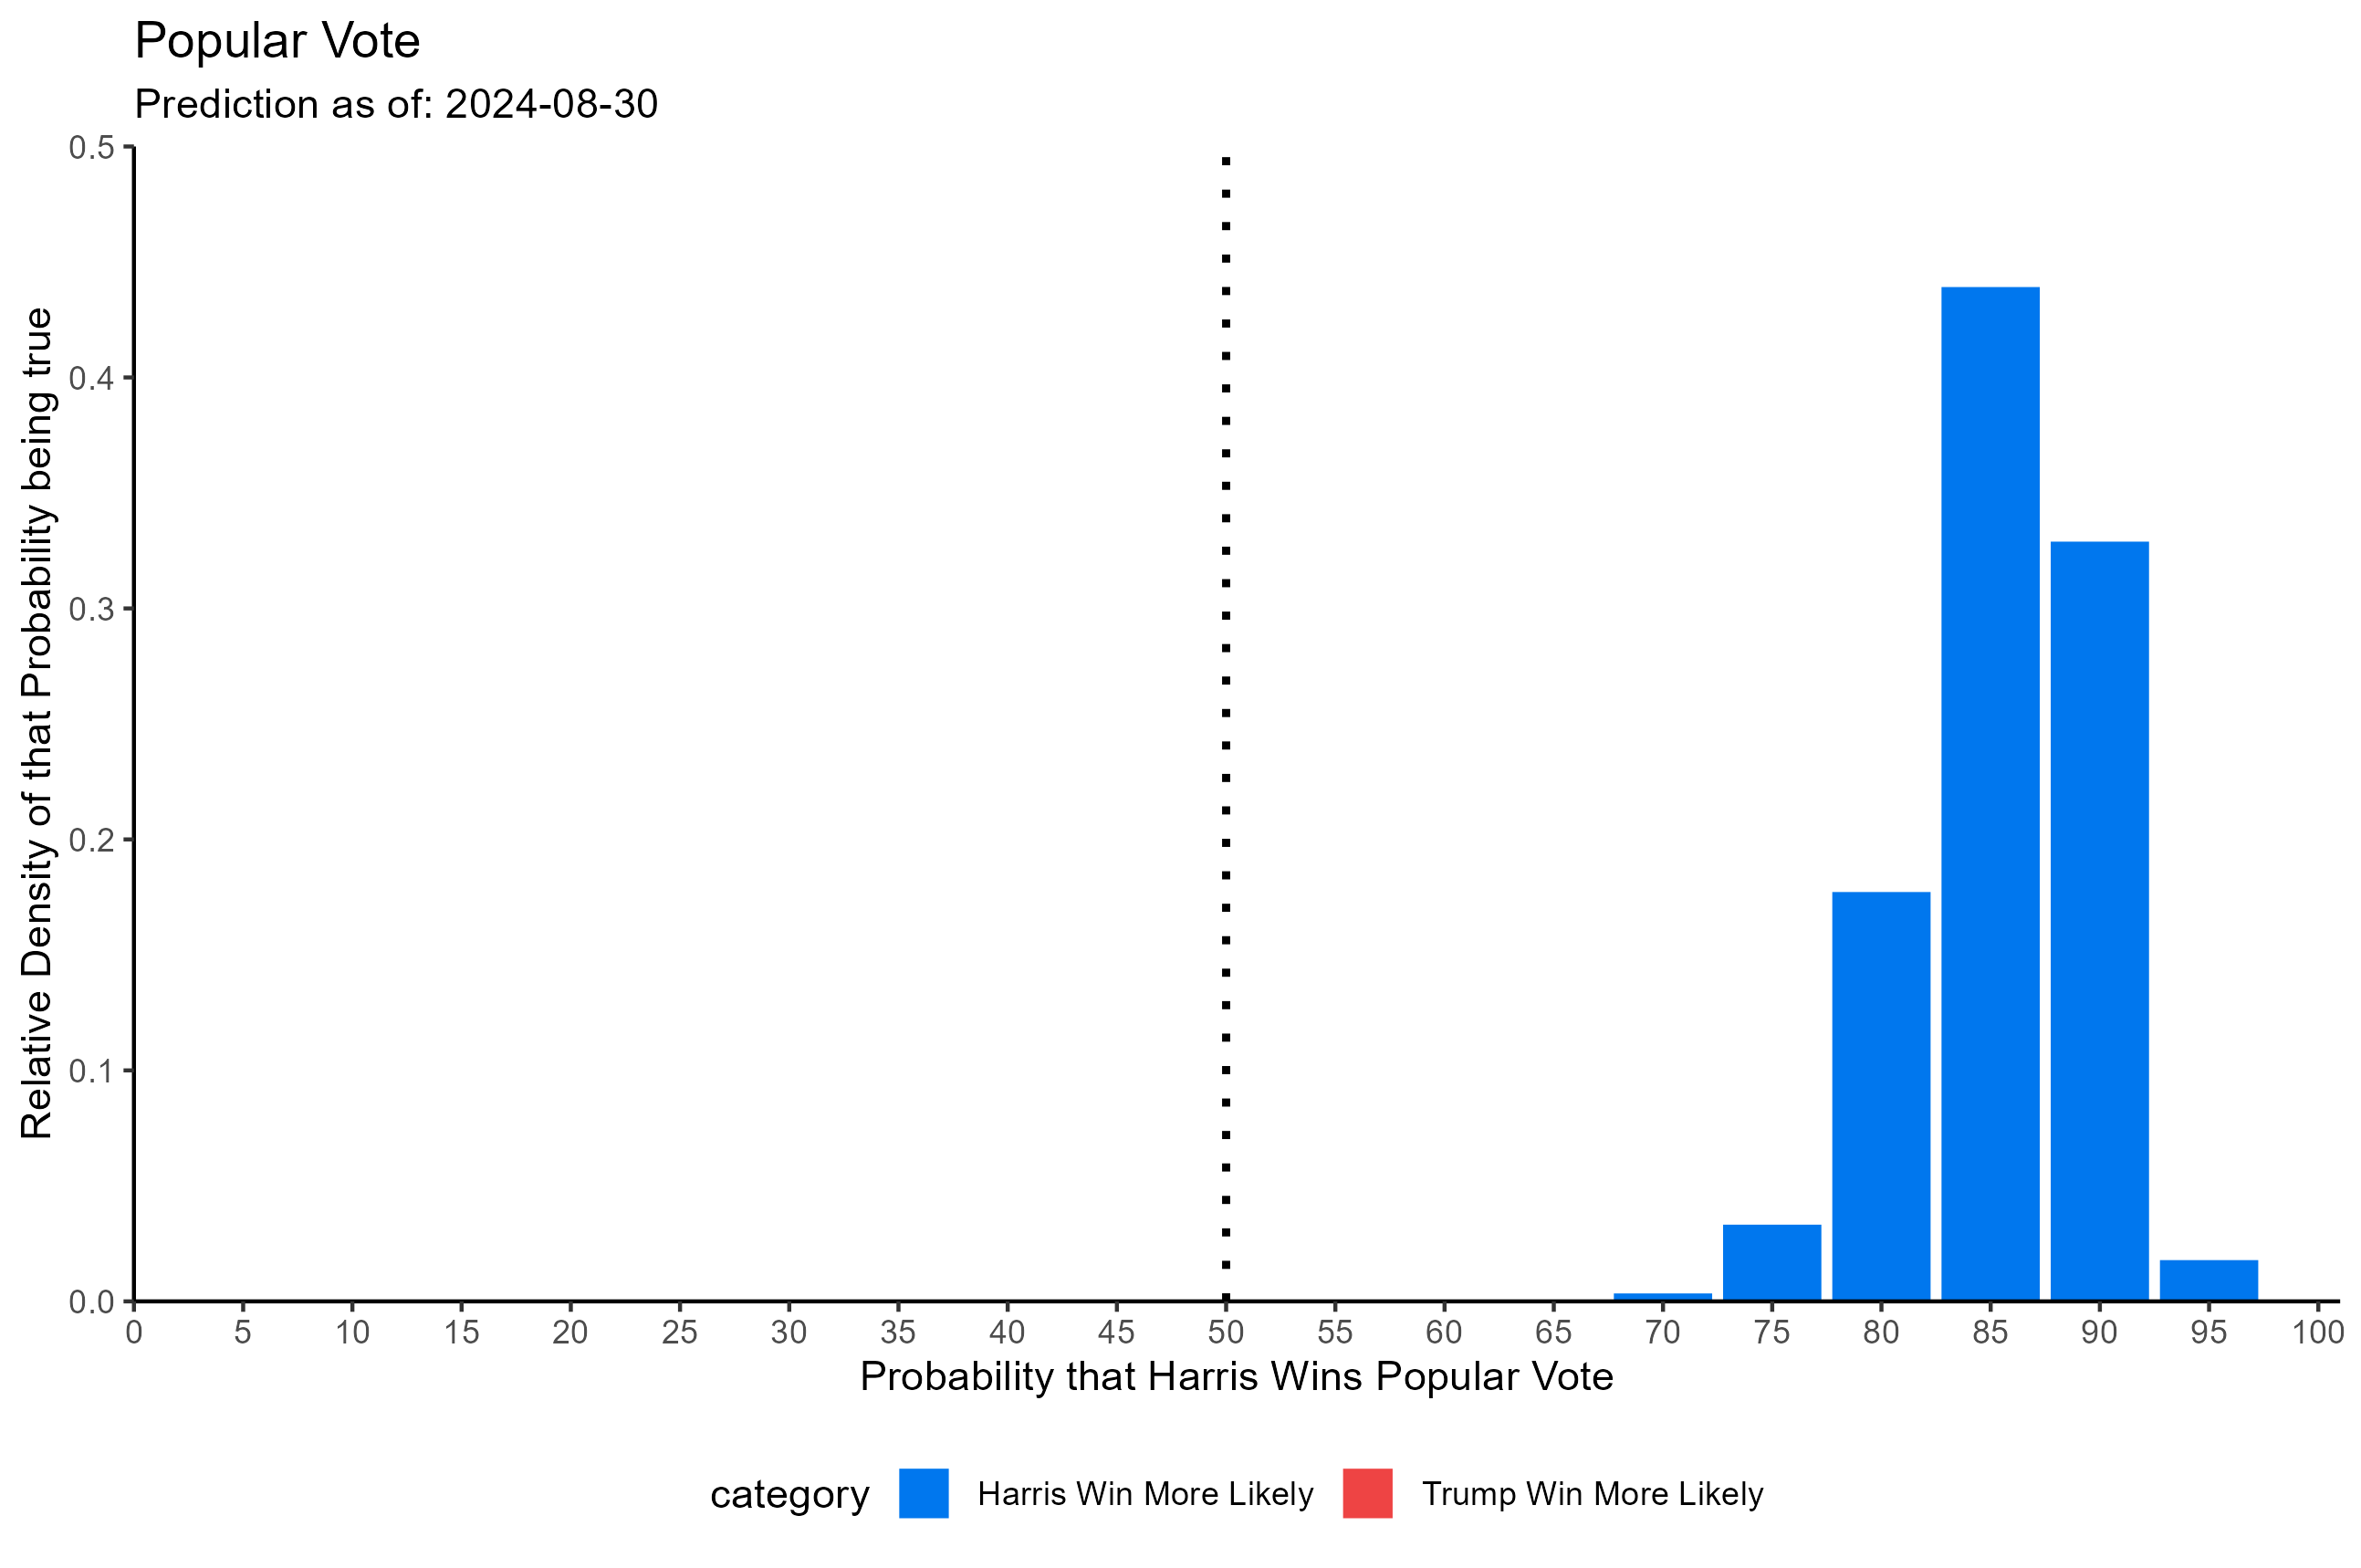 Popular Vote
Prediction as of: 2024-08-30
Relative Density of that Probability being true
0.5
0.4
0.3
0.2
0.1
0.0
0 5 10 15 20 25 30 35 40 45 50 55 60 65 70 75 80 85 90 95 100
Probability that Harris Wins Popular Vote
category Harris Win More Likely Trump Win More Likely